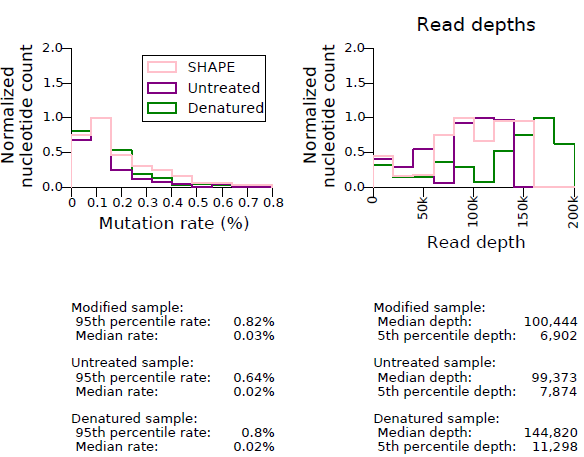 Read depths
Normalized
nucleotide count
2.0
1.5
1.0
0.5
0.0
SHAPE
Untreated
Denatured
0 0.1 0.2 0.3 0.4 0.5 0.6 0.7 0.8
Mutation rate (%)
Normalized
nucleotide count
2.0
1.5
1.0
0.5
0.0
0 50k 100k 150k 200k
Read depth
Modified sample:
95th percentile rate: 0.82%
Median rate: 0.03%
Untreated sample:
95th percentile rate: 0.64%
Median rate: 0.02%
Denatured sample:
95th percentile rate: 0.8%
Median rate: 0.02%
Modified sample:
Median depth: 100,444
5th percentile depth: 6,902
Untreated sample:
Median depth: 99,373
5th percentile depth: 7,874
Denatured sample:
Median depth: 144,820
5th percentile depth: 11,298